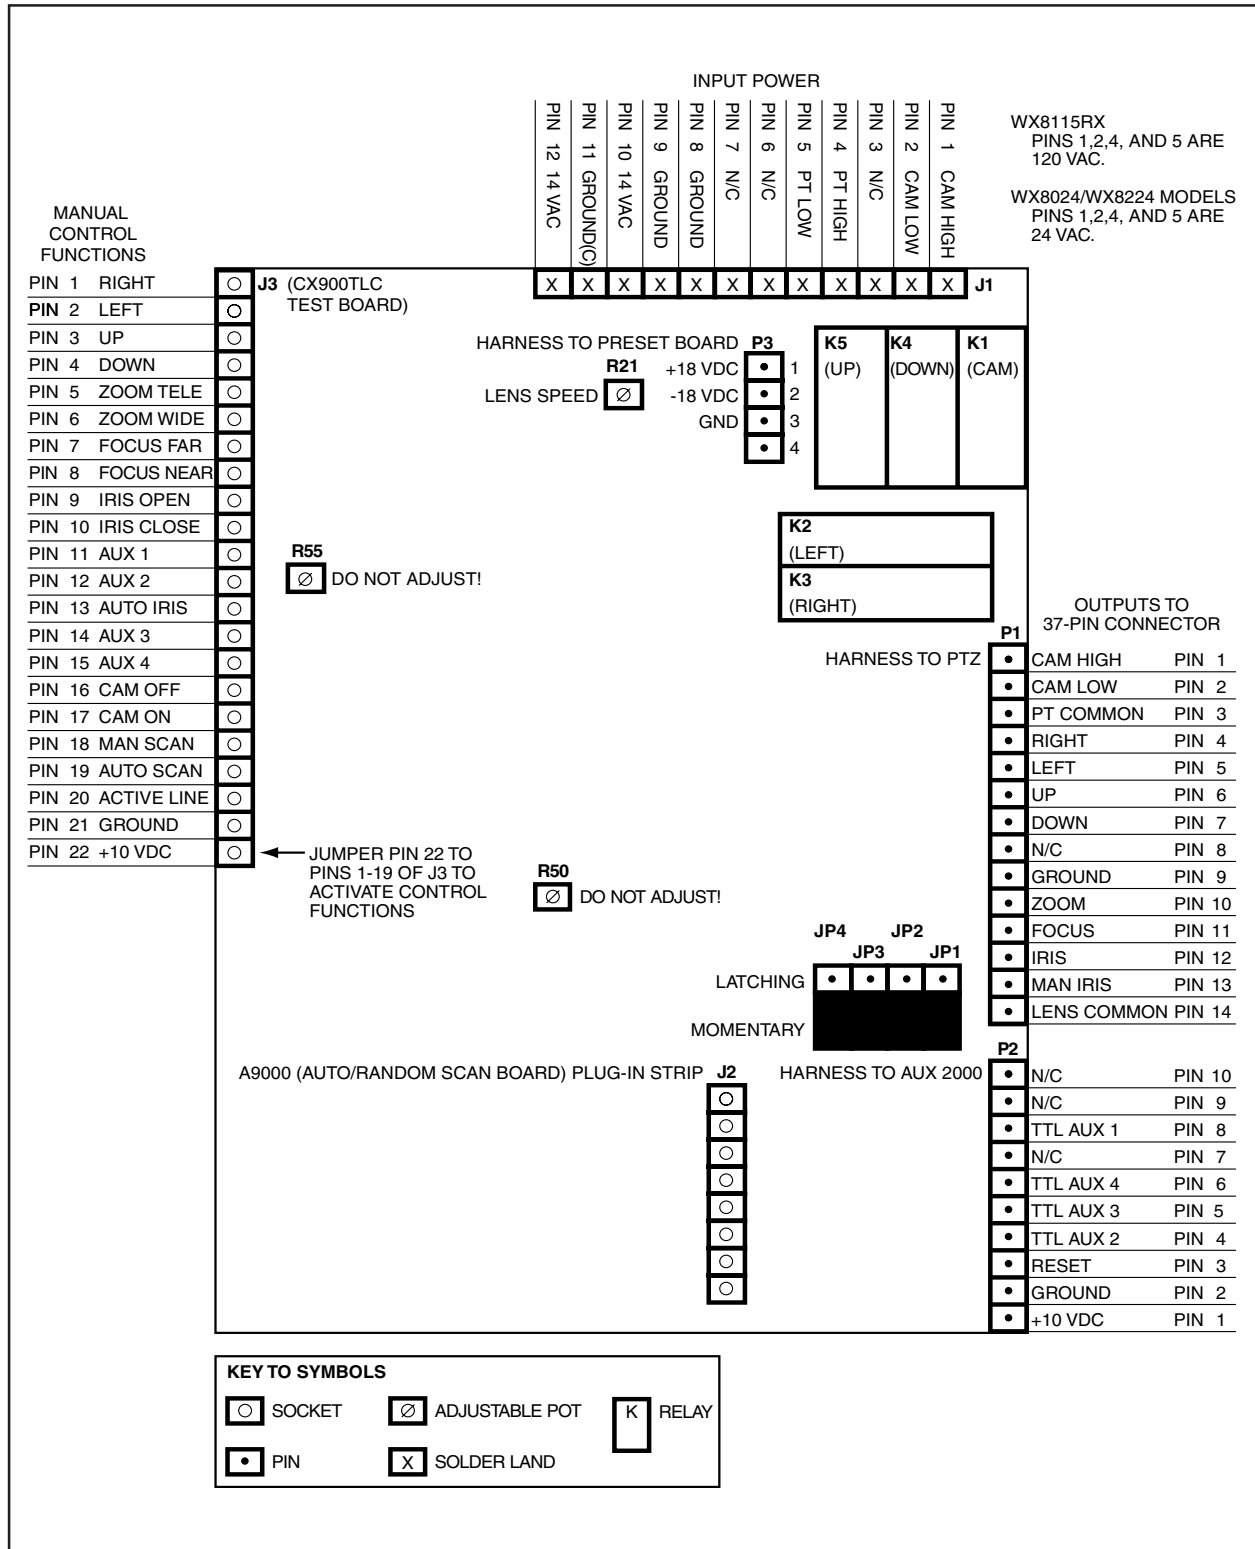 INPUT POWER
PIN 12 14 VAC
PIN 11 GROUND(C)
PIN 10 14 VAC
PIN 9 GROUND
PIN 8 GROUND
PIN 7 N/C
PIN 6 N/C
PIN 5 PT LOW
PIN 4 PT HIGH
PIN 3 N/C
PIN 2 CAM LOW
PIN 1 CAM HIGH
WX8115RX
PINS 1,2,4, AND 5 ARE
120 VAC.
WX8024/WX8224 MODELS
PINS 1,2,4, AND 5 ARE
24 VAC.
MANUAL
CONTROL
FUNCTIONS
PIN 1 RIGHT
PIN 2 LEFT
PIN 3 UP
PIN 4 DOWN
PIN 5 ZOOM TELE
PIN 6 ZOOM WIDE
PIN 7 FOCUS FAR
PIN 8 FOCUS NEAR
PIN 9 IRIS OPEN
PIN 10 IRIS CLOSE
PIN 11 AUX 1
PIN 12 AUX 2
PIN 13 AUTO IRIS
PIN 14 AUX 3
PIN 15 AUX 4
PIN 16 CAM OFF
PIN 17 CAM ON
PIN 18 MAN SCAN
PIN 19 AUTO SCAN
PIN 20 ACTIVE LINE
PIN 21 GROUND
PIN 22 +10 VDC
J3 (CX900TLC
TEST BOARD)
X X X X X X X X X X X X J1
HARNESS TO PRESET BOARD P3
R21
LENS SPEED
+18 VDC 1
-18 VDC 2
GND 3
4
K5
(UP)
K4
(DOWN)
K1
(CAM)
K2
(LEFT)
K3
(RIGHT)
R55
DO NOT ADJUST!
OUTPUTS TO
37-PIN CONNECTOR
P1
HARNESS TO PTZ
CAM HIGH PIN 1
CAM LOW PIN 2
PT COMMON PIN 3
RIGHT PIN 4
LEFT PIN 5
UP PIN 6
DOWN PIN 7
N/C PIN 8
GROUND PIN 9
ZOOM PIN 10
FOCUS PIN 11
IRIS PIN 12
MAN IRIS PIN 13
LENS COMMON PIN 14
JUMPER PIN 22 TO
PINS 1-19 OF J3 TO
ACTIVATE CONTROL
FUNCTIONS
R50
DO NOT ADJUST!
JP4 JP2
JP3 JP1
LATCHING
MOMENTARY
A9000 (AUTO/RANDOM SCAN BOARD) PLUG-IN STRIP J2
P2
HARNESS TO AUX 2000
N/C PIN 10
N/C PIN 9
TTL AUX 1 PIN 8
N/C PIN 7
TTL AUX 4 PIN 6
TTL AUX 3 PIN 5
TTL AUX 2 PIN 4
RESET PIN 3
GROUND PIN 2
+10 VDC PIN 1
KEY TO SYMBOLS
SOCKET
ADJUSTABLE POT
K RELAY
PIN
X SOLDER LAND